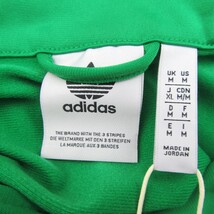 adidas
THE BRAND WITH THE 3 STRIPES
DIE WELTMARKE MIT DEN 3 STREIFEN
LA MARQUE AUX 3 BANDES
UK US
M M
J CDN
XL M/M
D F
M M
E I
M M
MADE IN
JORDAN